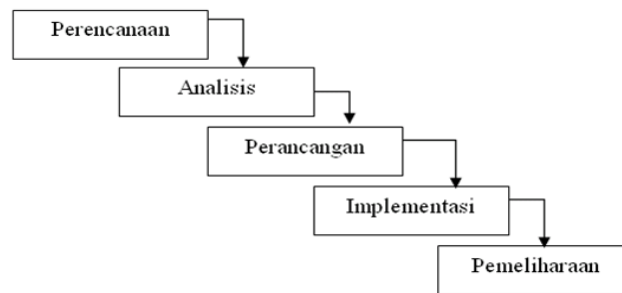 Perencanaan
Analisis
Perancangan
Implementasi
Pemeliharaan